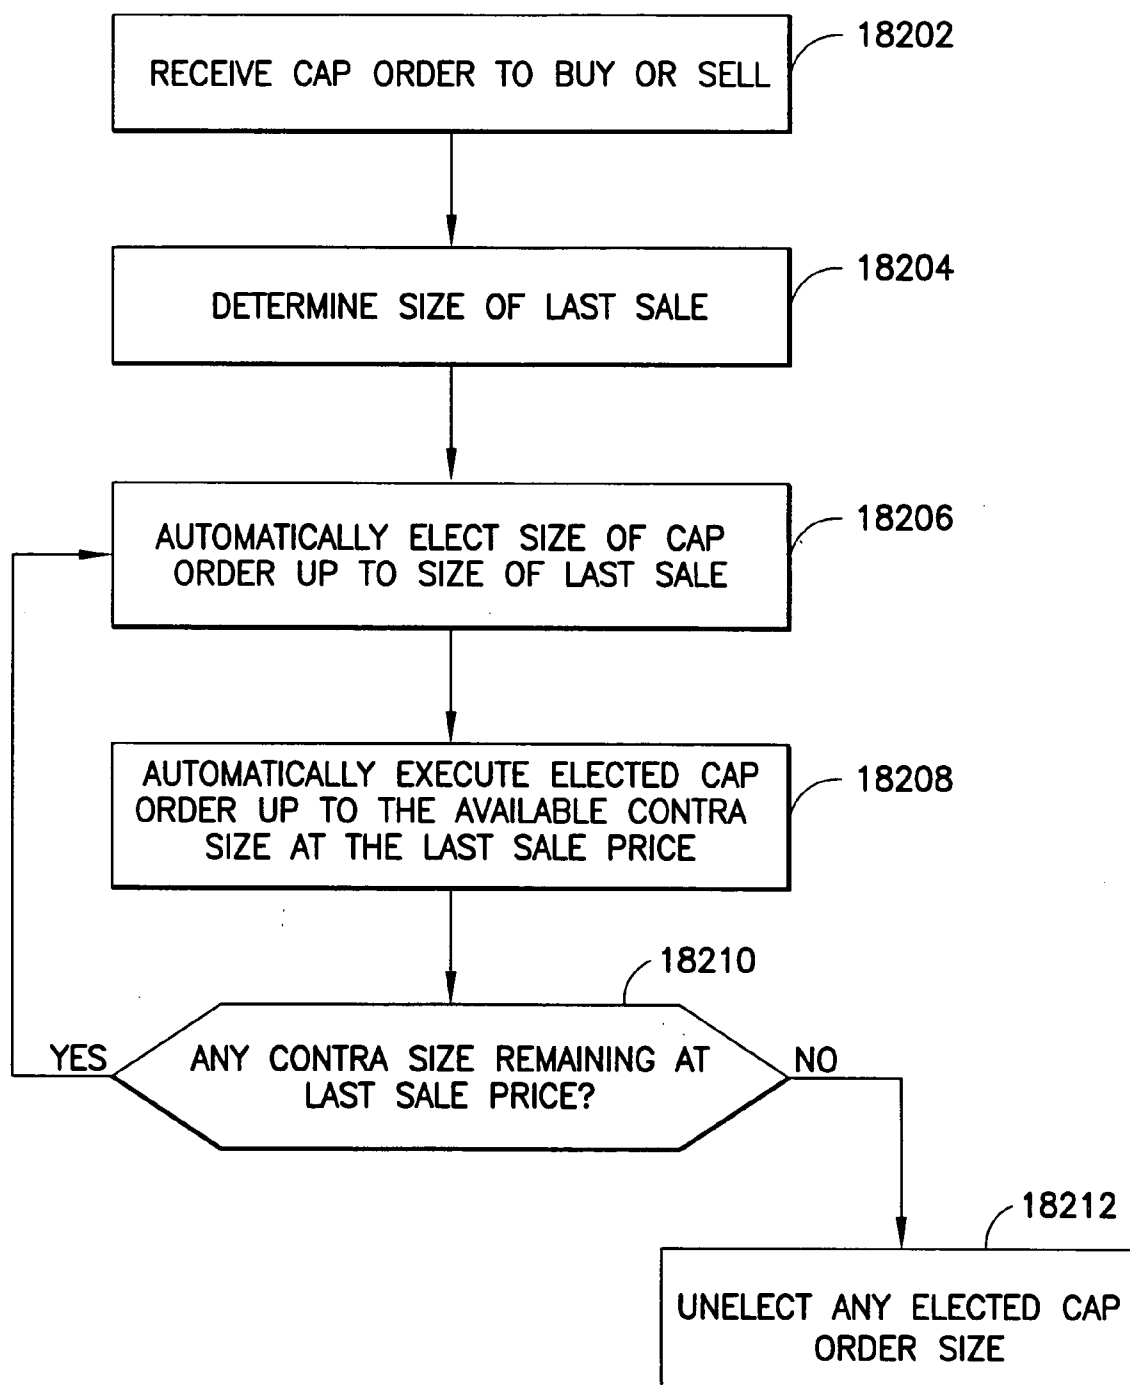 18202
RECEIVE CAP ORDER TO BUY OR SELL
18204
DETERMINE SIZE OF LAST SALE
18206
AUTOMATICALLY ELECT SIZE OF CAP
ORDER UP TO SIZE OF LAST SALE
18208
AUTOMATICALLY EXECUTE ELECTED CAP
ORDER UP TO THE AVAILABLE CONTRA
SIZE AT THE LAST SALE PRICE
18210
YES
ANY CONTRA SIZE REMAINING AT
LAST SALE PRICE?
NO
18212
UNELECT ANY ELECTED CAP
ORDER SIZE